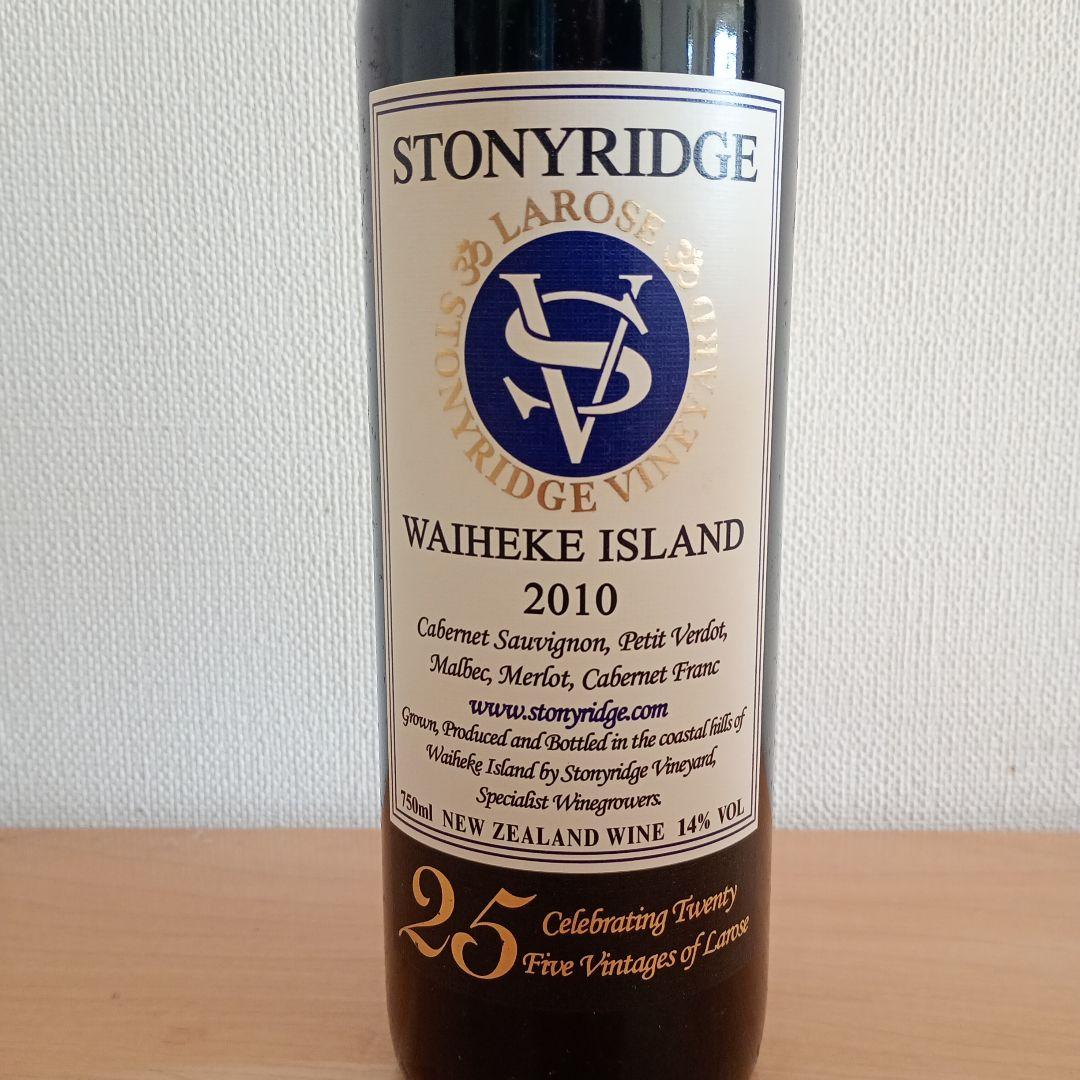 STONYRIDGE
ॐ LAROSE ॐ
STONYRIDGE VINEYARD
SV
WAIHEKE ISLAND
2010
Cabernet Sauvignon, Petit Verdot,
Malbec, Merlot, Cabernet Franc
www.stonyridge.com
Grown, Produced and Bottled in the coastal hills of
Waiheke Island by Stonyridge Vineyard,
Specialist Winegrowers.
750ml NEW ZEALAND WINE 14% VOL
25 Celebrating Twenty
Five Vintages of Larose